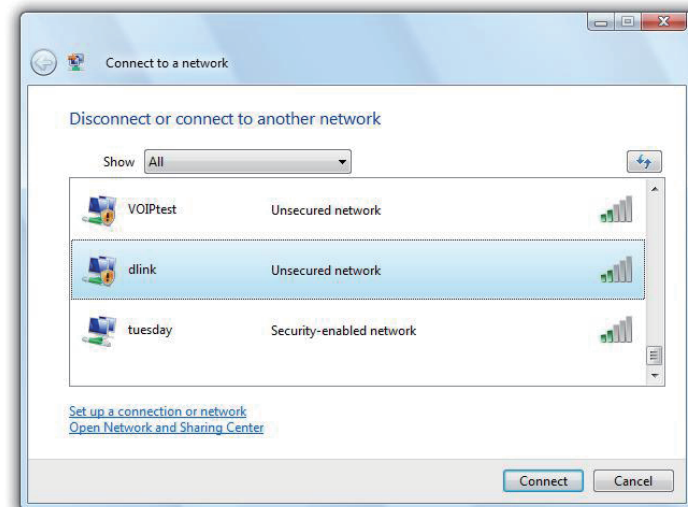 Connect to a network
Disconnect or connect to another network
Show All
VOIPtest Unsecured network
dlink Unsecured network
tuesday Security-enabled network
Set up a connection or network
Open Network and Sharing Center
Connect Cancel